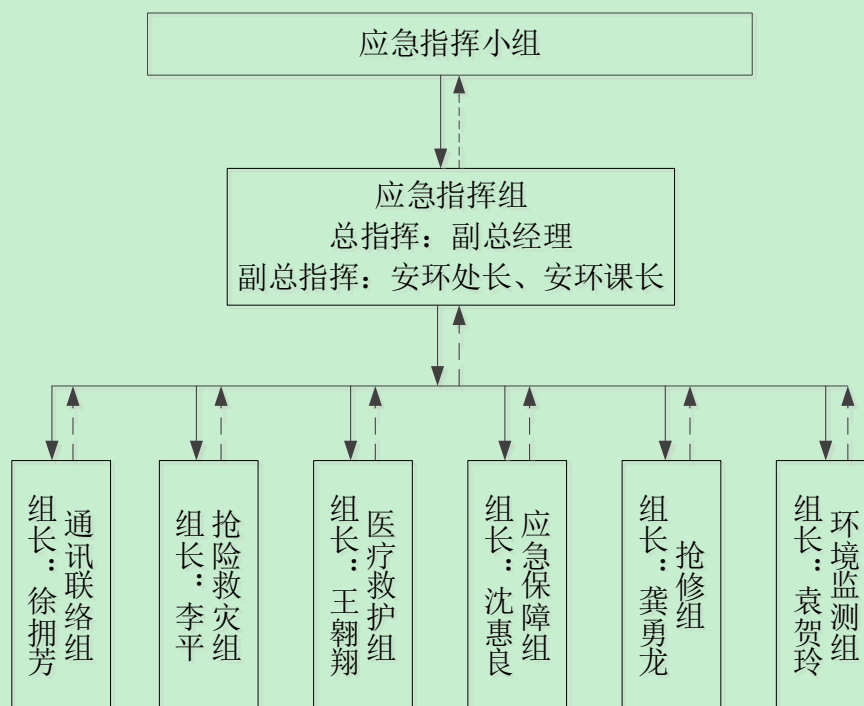 应急指挥小组
应急指挥组
总指挥：副总经理
副总指挥：安环处长、安环课长
通讯联络组
组长：徐拥芳
抢险救灾组
组长：李平
医疗救护组
组长：王翱翔
应急保障组
组长：沈惠良
抢修组
组长：龚勇龙
环境监测组
组长：袁贺玲